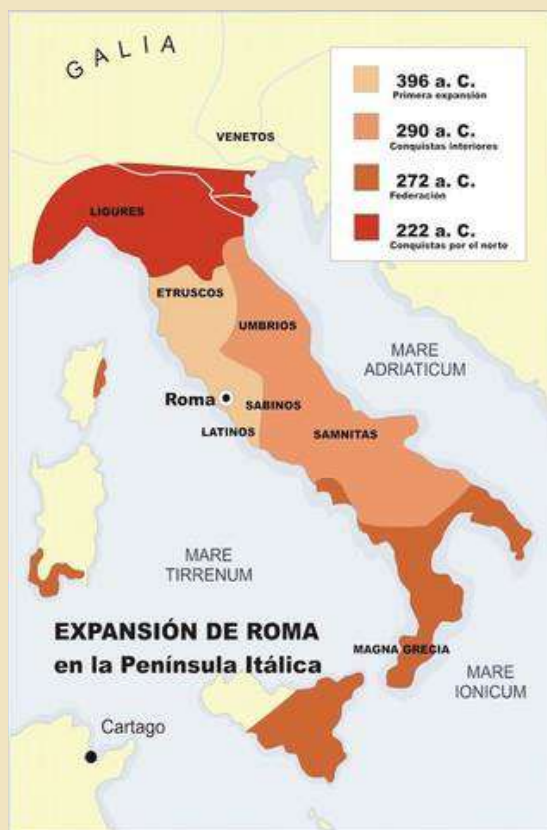 GALIA
396 a. C.
Primera expansión
290 a. C.
Conquistas interiores
272 a. C.
Federación
222 a. C.
Conquistas por el norte
VENETOS
LIGURES
ETRUSCOS
UMBRIOS
MARE
ADRIATICUM
Roma
SABINOS
LATINOS
SAMNITAS
MARE
TIRRENUM
EXPANSIÓN DE ROMA
en la Península Itálica
MAGNA GRECIA
MARE
IONICUM
Cartago